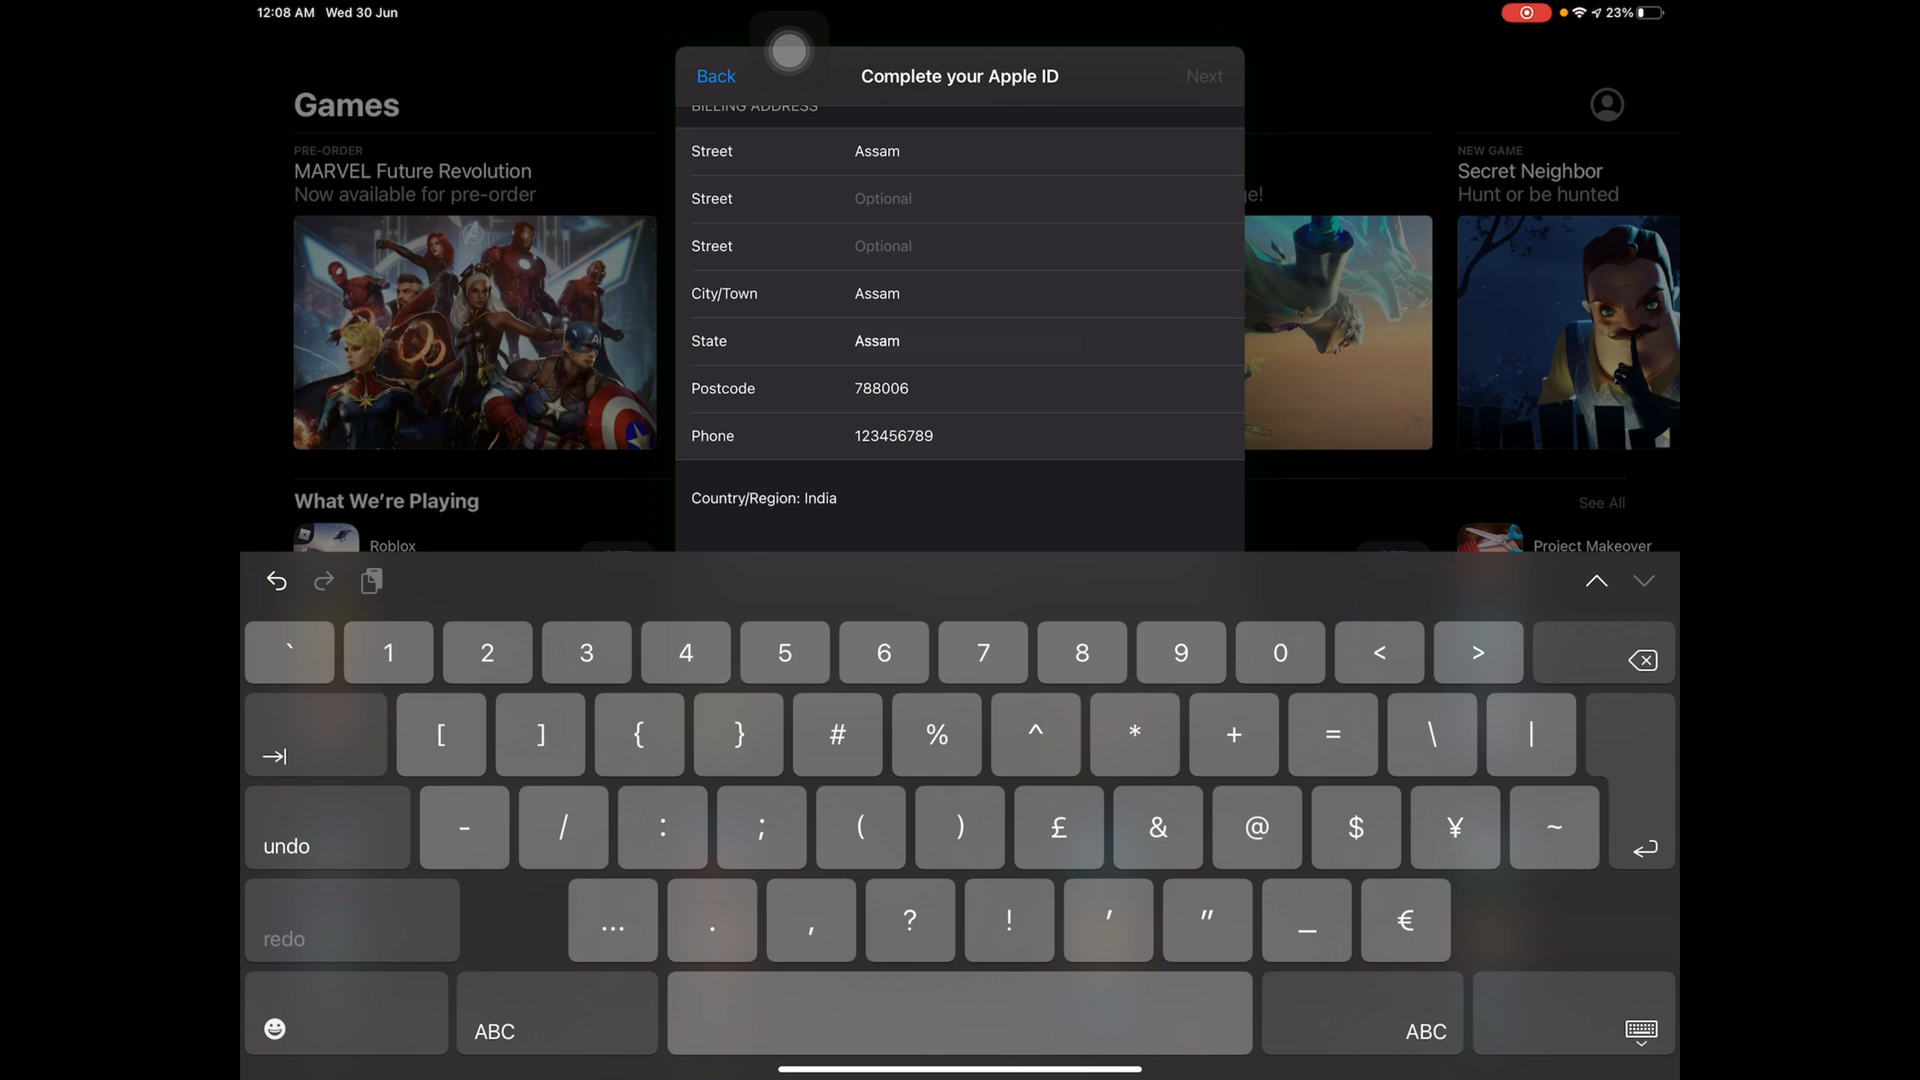 12:08 AM Wed 30 Jun
23%
Back
Complete your Apple ID
Next
BILLING ADDRESS
Games
Street Assam
Street Optional
Street Optional
City/Town Assam
State Assam
Postcode 788006
Phone 123456789
Country/Region: India
PRE-ORDER
MARVEL Future Revolution
Now available for pre-order
ge!
NEW GAME
Secret Neighbor
Hunt or be hunted
What We’re Playing
See All
Roblox
Project Makeover
` 1 2 3 4 5 6 7 8 9 0 < >
[ ] { } # % ^ * + = \ |
undo - / : ; ( ) £ & @ $ ¥ ~
redo … . , ? ! ' " _ €
ABC ABC